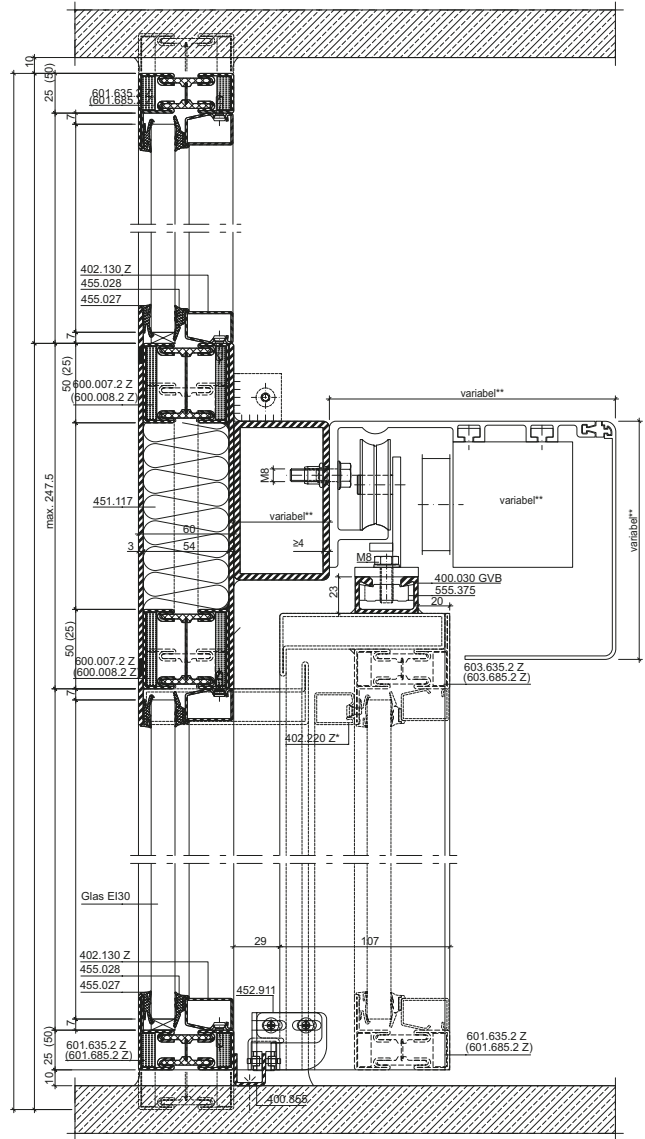 10
25 (50)
601.635.2 Z
(601.685.2 Z)
7
402.130 Z
455.028
455.027
7
50 (25)
600.007.2 Z
(600.008.2 Z)
variabel**
max. 247.5
M8
451.117
variabel**
variabel**
variabel**
60
3
54
≥4
M8
23
400.030 GVB
555.375
20
50 (25)
600.007.2 Z
(600.008.2 Z)
603.635.2 Z
(603.685.2 Z)
7
402.220 Z*
Glas EI30
29
107
402.130 Z
455.028
455.027
452.911
7
25 (50)
601.635.2 Z
(601.685.2 Z)
601.635.2 Z
(601.685.2 Z)
10
400.855